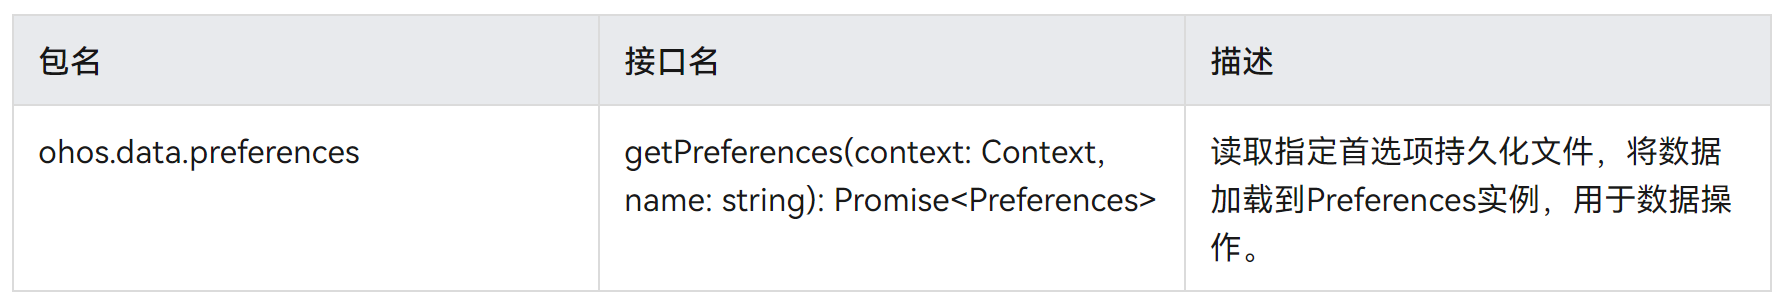 包名
接口名
描述
ohos.data.preferences
getPreferences(context: Context,
name: string): Promise<Preferences>
读取指定首选项持久化文件，将数据
加载到Preferences实例，用于数据操
作。